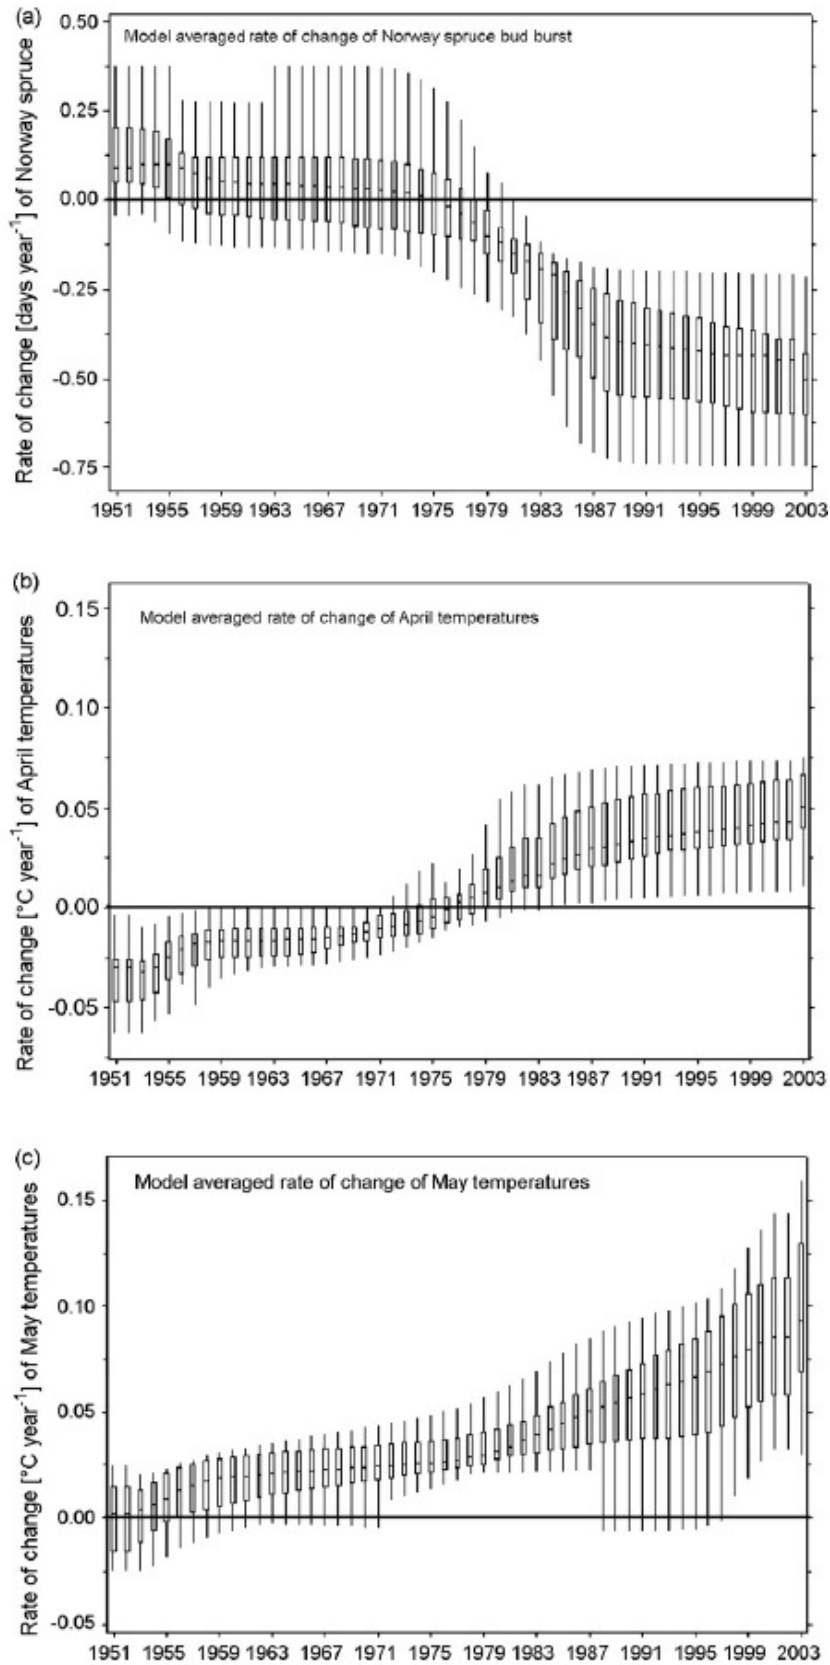 (a)
Model averaged rate of change of Norway spruce bud burst
Rate of change [days year⁻¹] of Norway spruce
0.50
0.25
0.00
-0.25
-0.50
-0.75
1951 1955 1959 1963 1967 1971 1975 1979 1983 1987 1991 1995 1999 2003
(b)
Model averaged rate of change of April temperatures
Rate of change [°C year⁻¹] of April temperatures
0.15
0.10
0.05
0.00
-0.05
1951 1955 1959 1963 1967 1971 1975 1979 1983 1987 1991 1995 1999 2003
(c)
Model averaged rate of change of May temperatures
Rate of change [°C year⁻¹] of May temperatures
0.15
0.10
0.05
0.00
-0.05
1951 1955 1959 1963 1967 1971 1975 1979 1983 1987 1991 1995 1999 2003